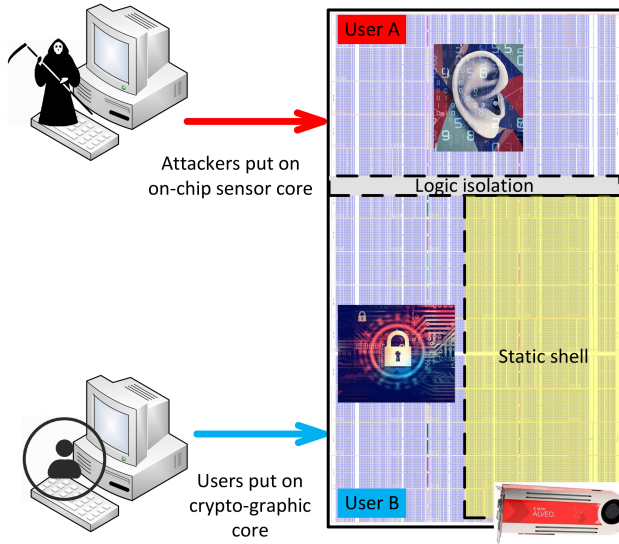 User A
Attackers put on
on-chip sensor core
Logic isolation
Static shell
Users put on
crypto-graphic
core
User B
ALVEO